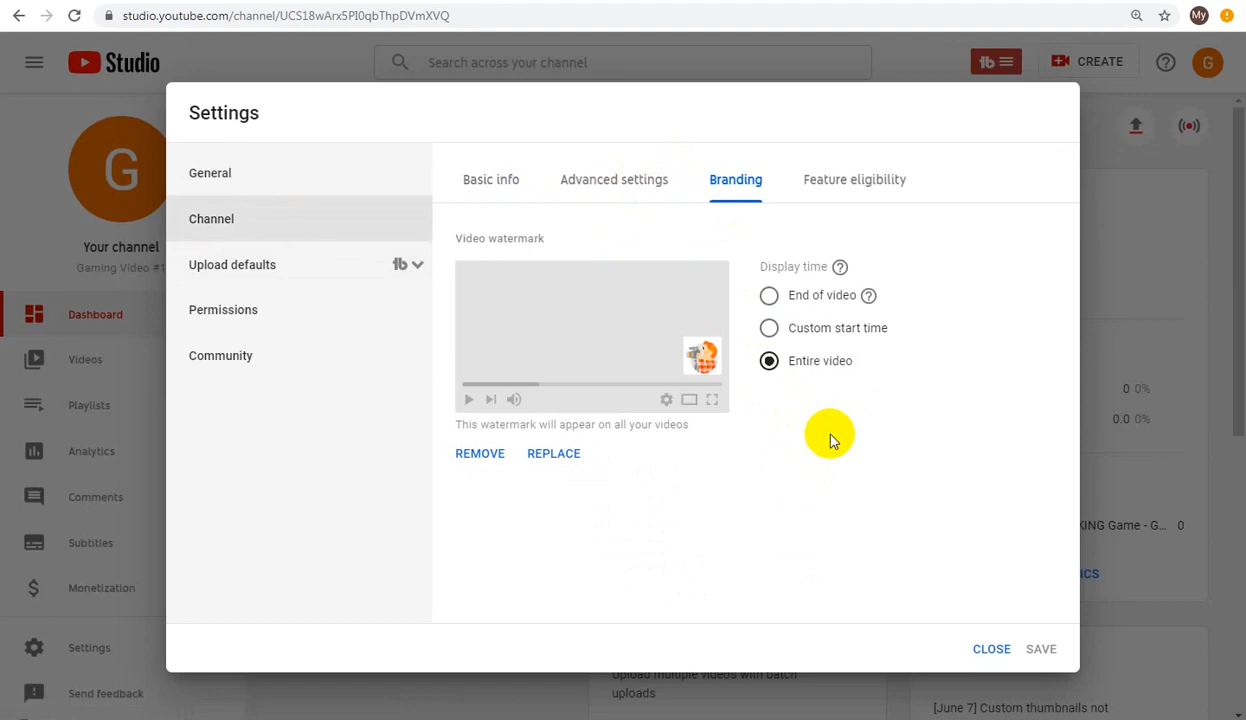 studio.youtube.com/channel/UCS18wArx5PI0qbThpDVmXVQ
My
Studio
Search across your channel
tb
CREATE
G
G
Your channel
Gaming Video #1
Dashboard
Videos
Playlists
Analytics
Comments
Subtitles
Monetization
Settings
Send feedback
Settings
General
Channel
Upload defaults
tb
Permissions
Community
Basic info
Advanced settings
Branding
Feature eligibility
Video watermark
Display time
End of video
Custom start time
Entire video
This watermark will appear on all your videos
REMOVE
REPLACE
CLOSE
SAVE
0 0%
0.0 0%
KING Game - G... 0
ICS
Upload multiple videos with batch
uploads
[June 7] Custom thumbnails not